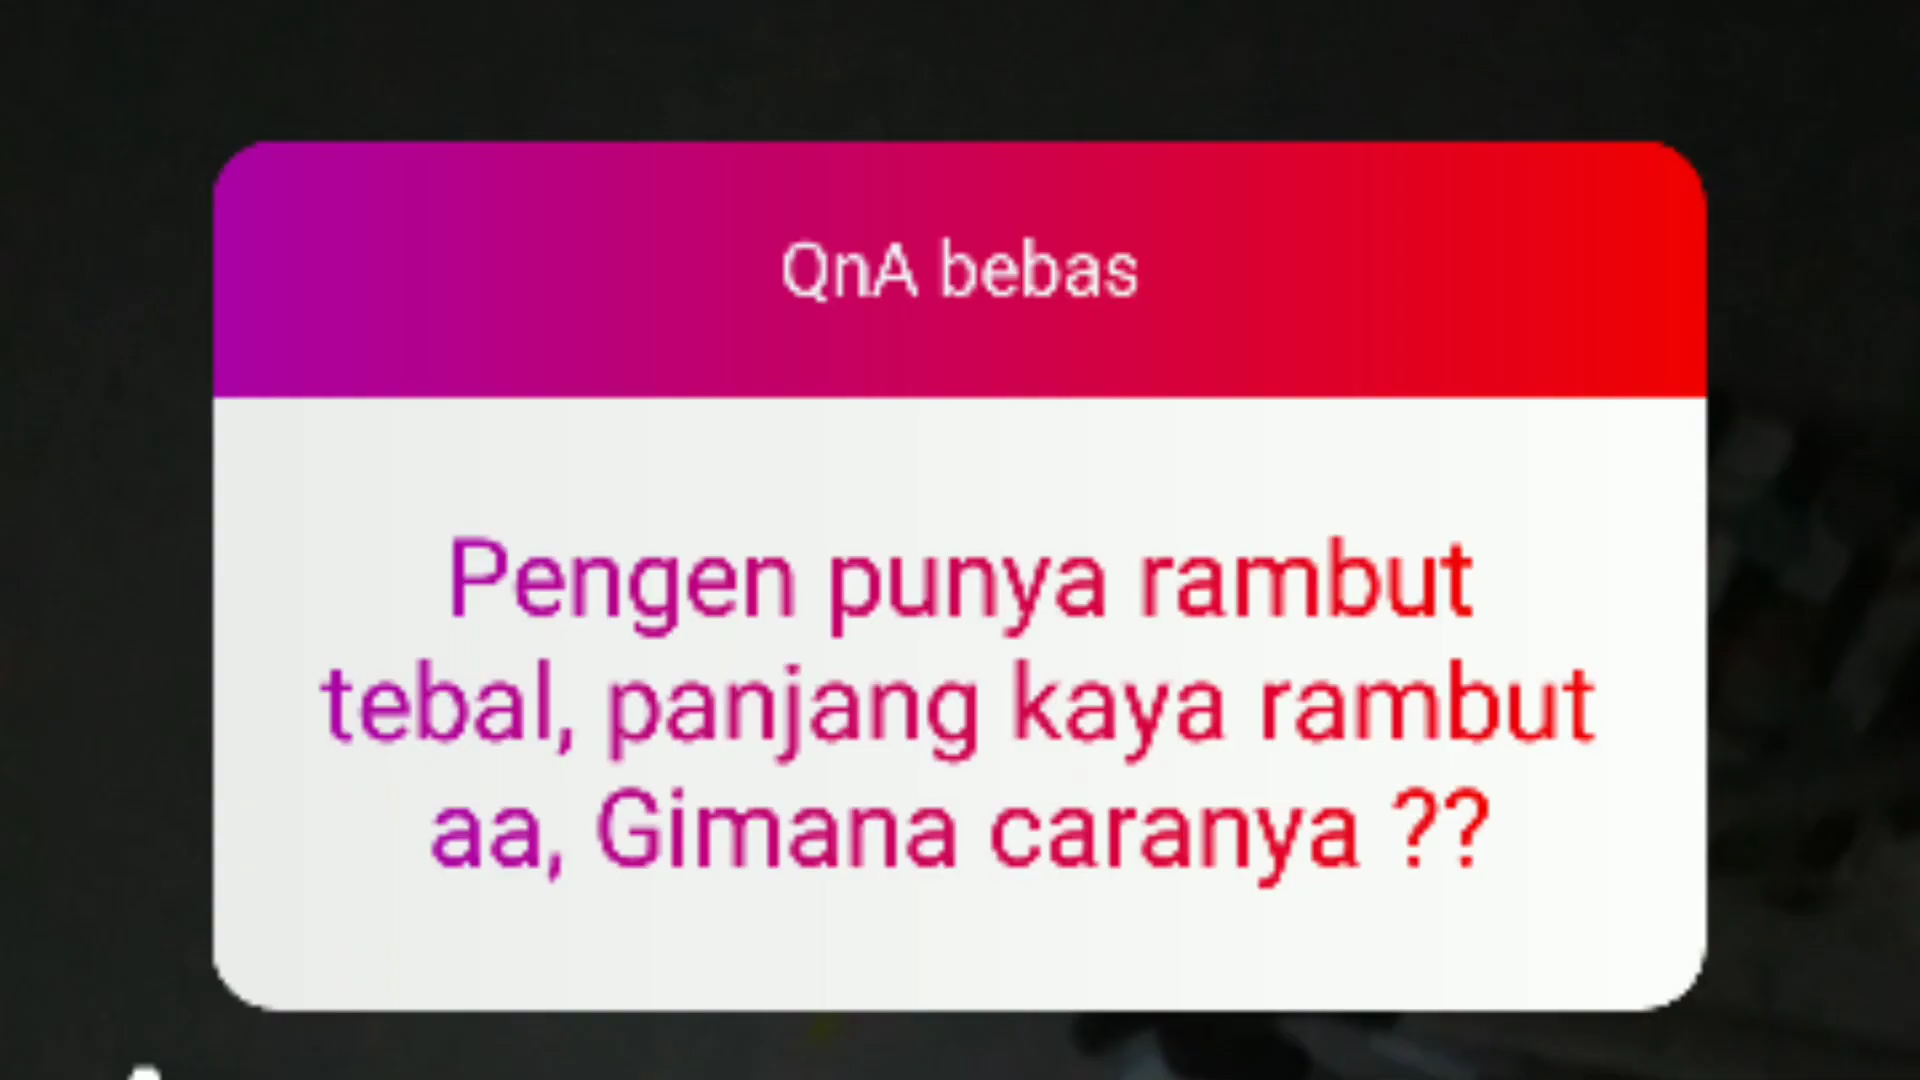 QnA bebas
Pengen punya rambut
tebal, panjang kaya rambut
aa, Gimana caranya ??